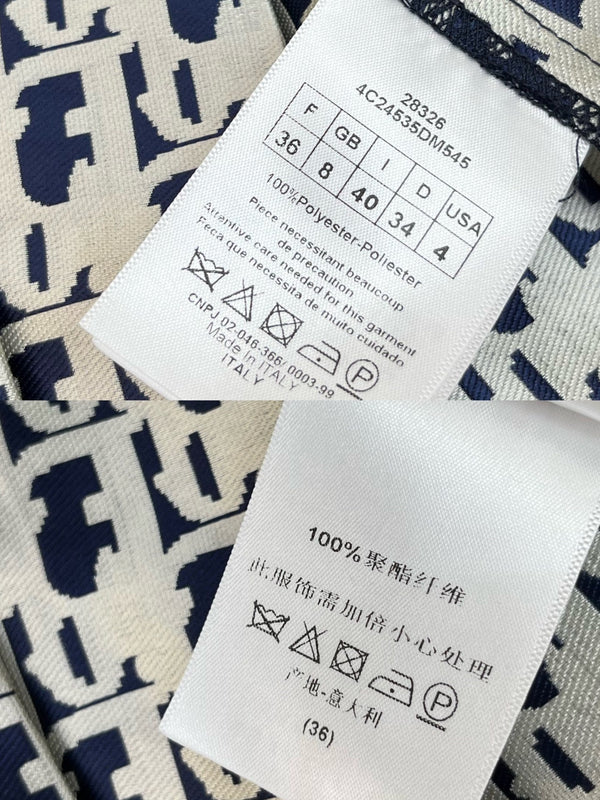 28326
4C24535DM545
F GB I D USA
36 8 40 34 4
100%Polyester-Poliester
Piece necessitant beaucoup
de precaution
Attentive care needed for this garment
Feca que necessita de muito cuidado
P
CNPJ 02-046-366/ 0003-99
Made in ITALY
ITALY
100%聚酯纤维
此服饰需加倍小心处理
P
产地-意大利
(36)